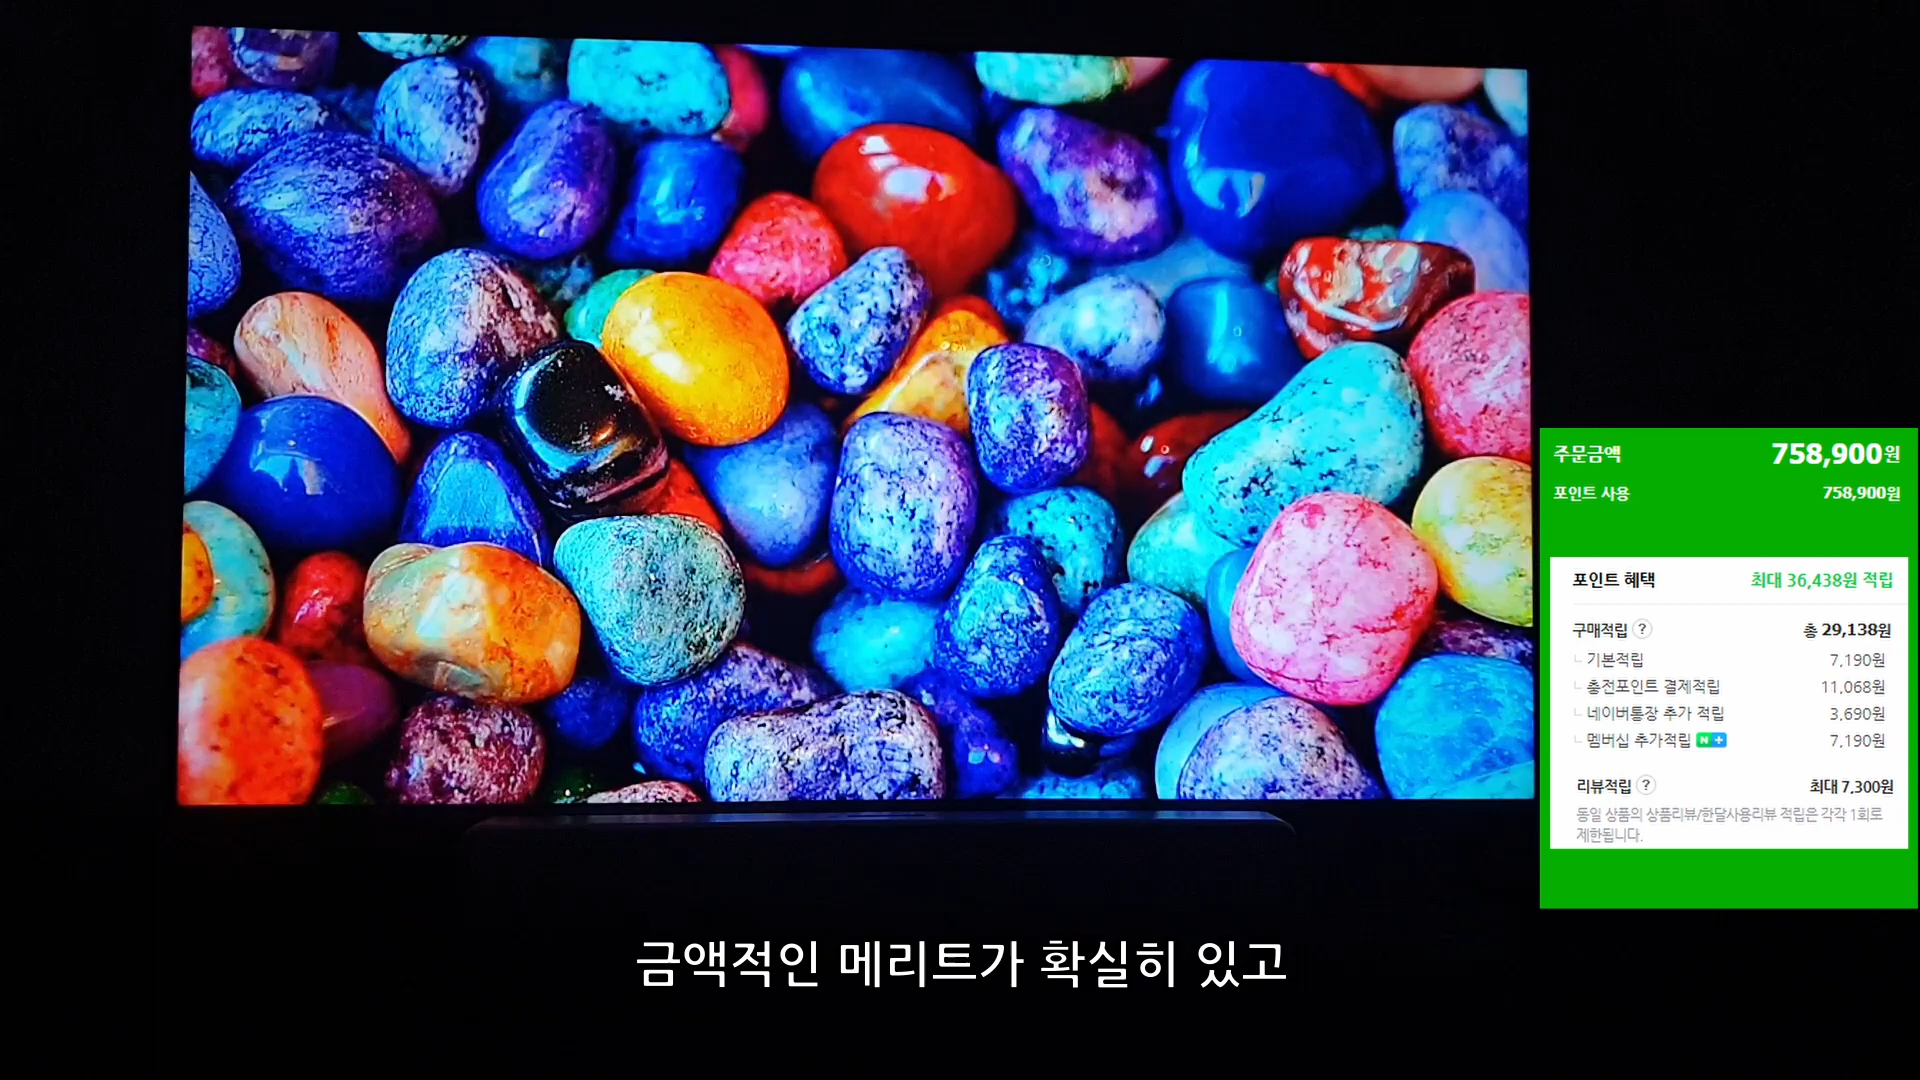 주문금액 758,900원
포인트 사용 758,900원
포인트 혜택 최대 36,438원 적립
구매적립 ? 총 29,138원
기본적립 7,190원
충전포인트 결제적립 11,068원
네이버통장 추가 적립 3,690원
멤버십 추가적립 N + 7,190원
리뷰적립 ? 최대 7,300원
동일 상품의 상품리뷰/한달사용리뷰 적립은 각각 1회로
제한됩니다.
금액적인 메리트가 확실히 있고